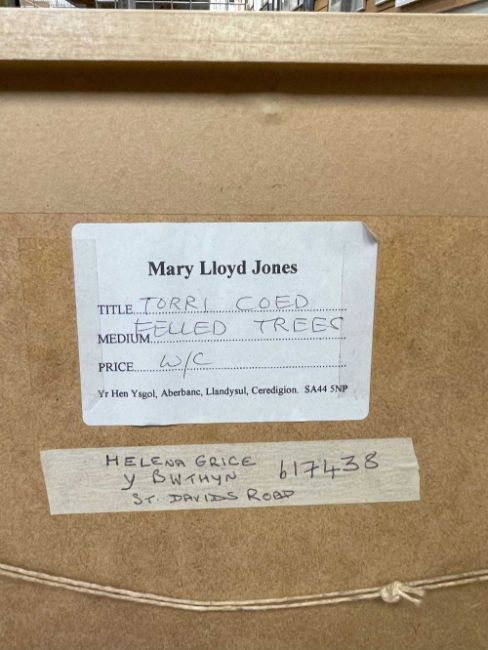 Mary Lloyd Jones
TITLE TORRI COED
FELLED TREES
MEDIUM
PRICE W/C
Yr Hen Ysgol, Aberbanc, Llandysul, Ceredigion. SA44 5NP
HELENA GRICE 617438
Y BWTHYN
ST. DAVIDS ROAD